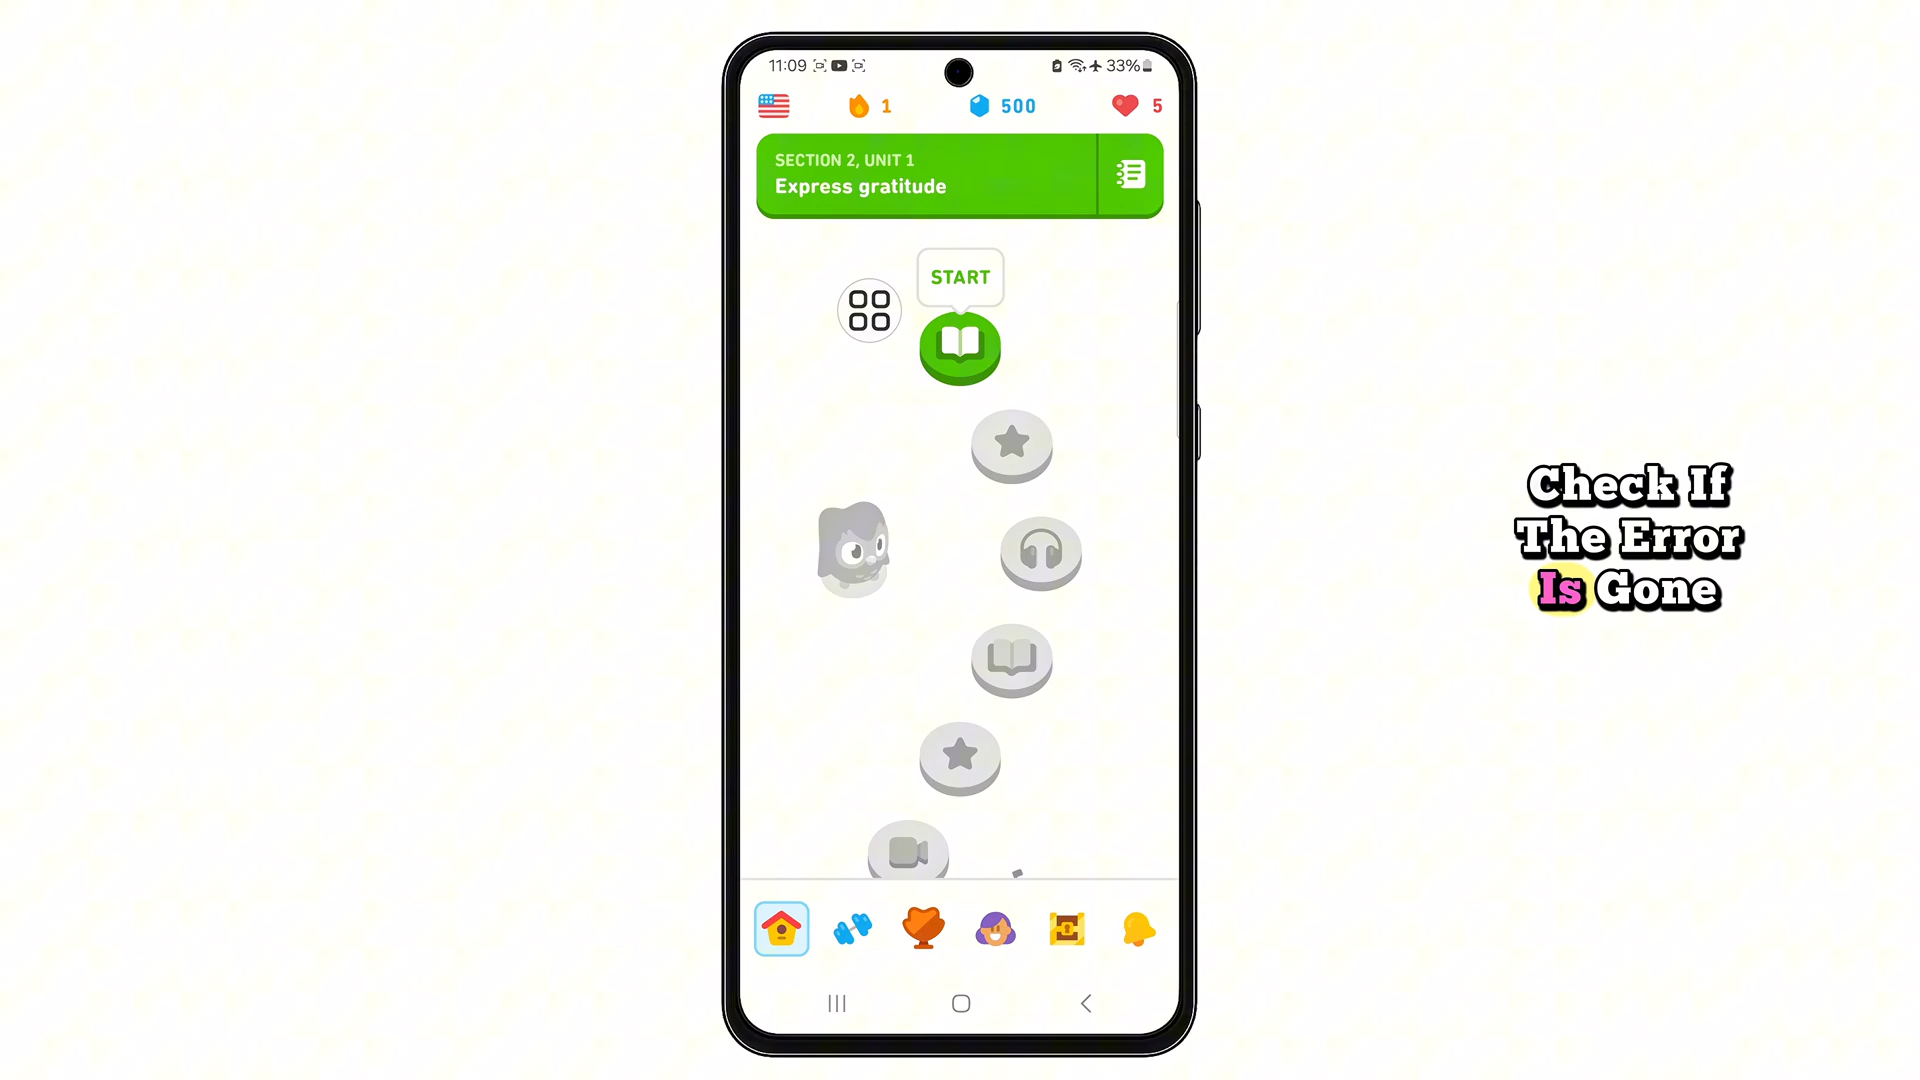 11:09 33%
1 500 5
SECTION 2, UNIT 1
Express gratitude
START
Check If
The Error
Is Gone